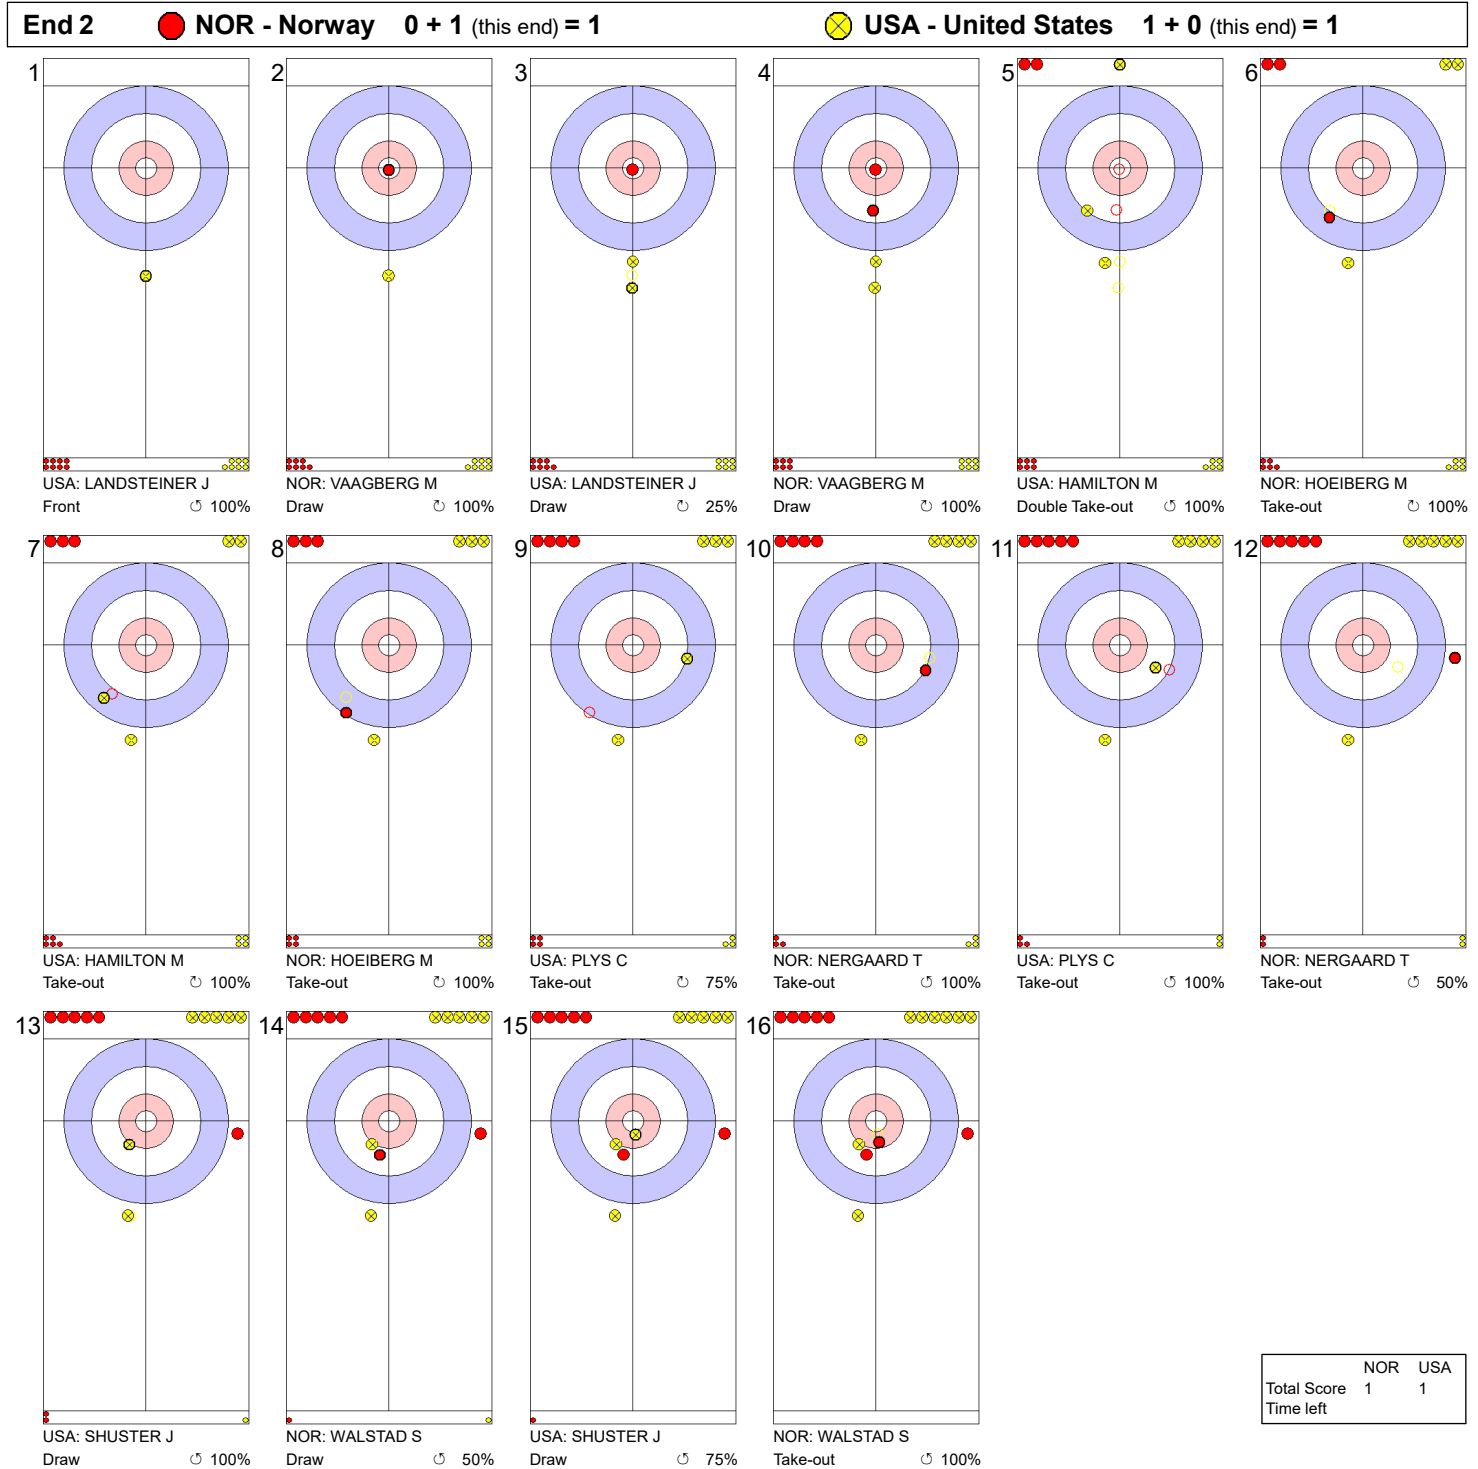 End 2 NOR - Norway 0 + 1 (this end) = 1 USA - United States 1 + 0 (this end) = 1
1 2 3 4 5 6
USA: LANDSTEINER J NOR: VAAGBERG M USA: LANDSTEINER J NOR: VAAGBERG M USA: HAMILTON M NOR: HOEIBERG M
Front ↺ 100% Draw ↻ 100% Draw ↻ 25% Draw ↻ 100% Double Take-out ↺ 100% Take-out ↻ 100%
7 8 9 10 11 12
USA: HAMILTON M NOR: HOEIBERG M USA: PLYS C NOR: NERGAARD T USA: PLYS C NOR: NERGAARD T
Take-out ↻ 100% Take-out ↻ 100% Take-out ↻ 75% Take-out ↻ 100% Take-out ↻ 100% Take-out ↺ 50%
13 14 15 16
USA: SHUSTER J NOR: WALSTAD S USA: SHUSTER J NOR: WALSTAD S
Draw ↺ 100% Draw ↺ 50% Draw ↺ 75% Take-out ↺ 100%
NOR USA
Total Score 1 1
Time left